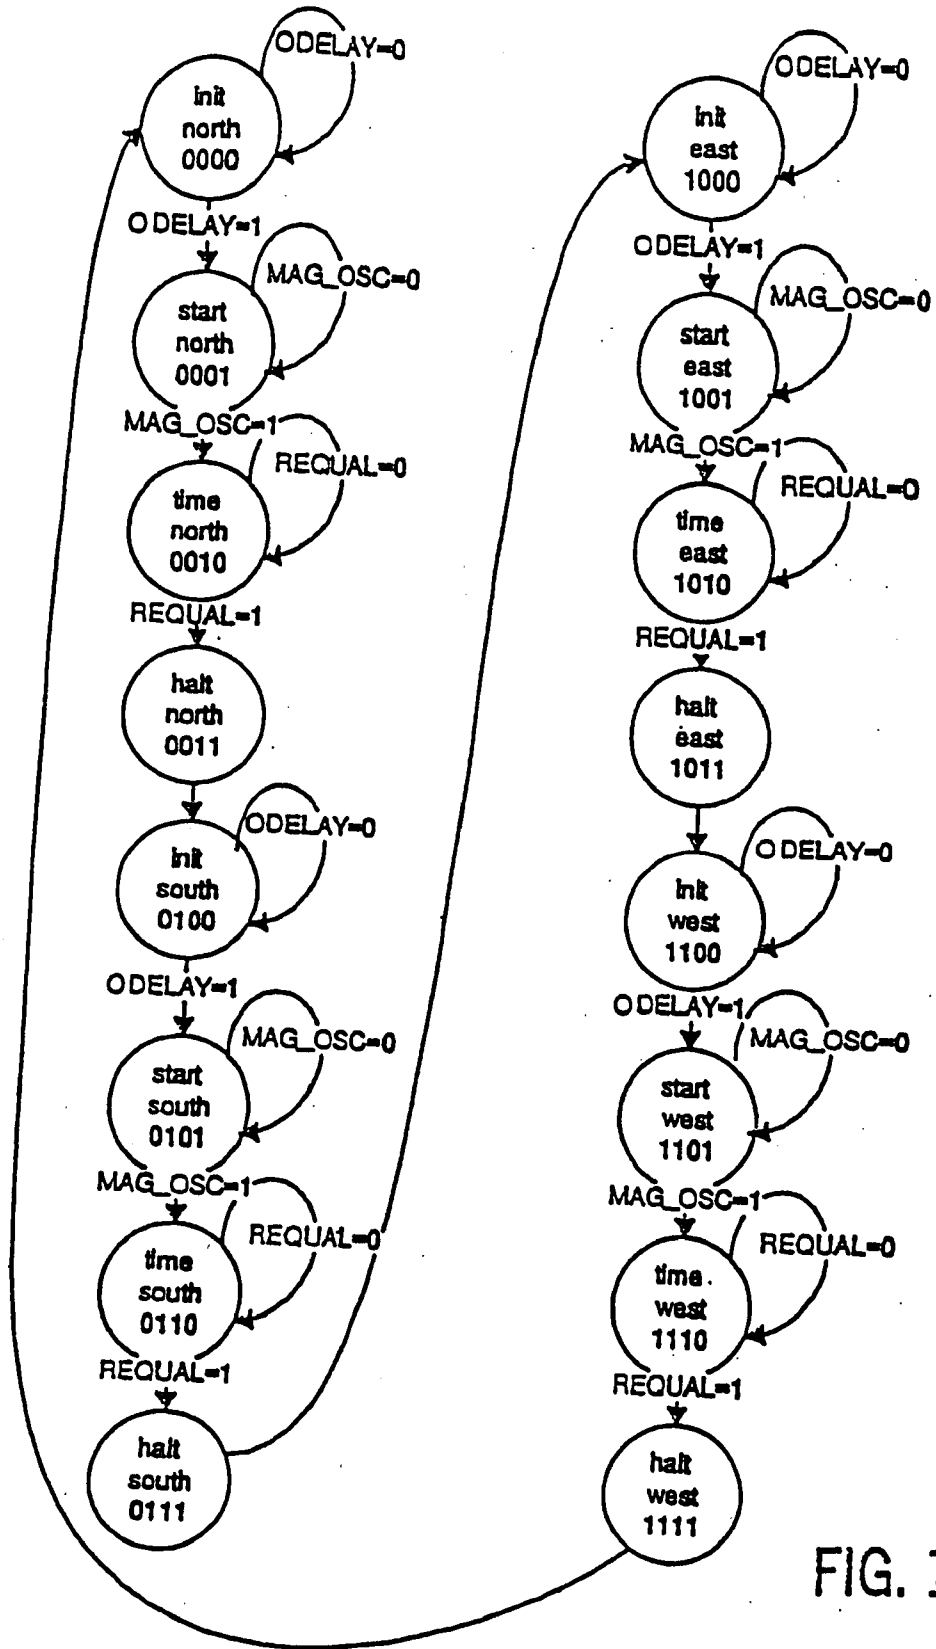 ODELAY=0
init
north
0000
ODELAY=1
MAG_OSC=0
start
north
0001
MAG_OSC=1
REQUAL=0
time
north
0010
REQUAL=1
halt
north
0011
ODELAY=0
init
south
0100
ODELAY=1
MAG_OSC=0
start
south
0101
MAG_OSC=1
REQUAL=0
time
south
0110
REQUAL=1
halt
south
0111
ODELAY=0
init
east
1000
ODELAY=1
MAG_OSC=0
start
east
1001
MAG_OSC=1
REQUAL=0
time
east
1010
REQUAL=1
halt
east
1011
ODELAY=0
init
west
1100
ODELAY=1
MAG_OSC=0
start
west
1101
MAG_OSC=1
REQUAL=0
time
west
1110
REQUAL=1
halt
west
1111
FIG.